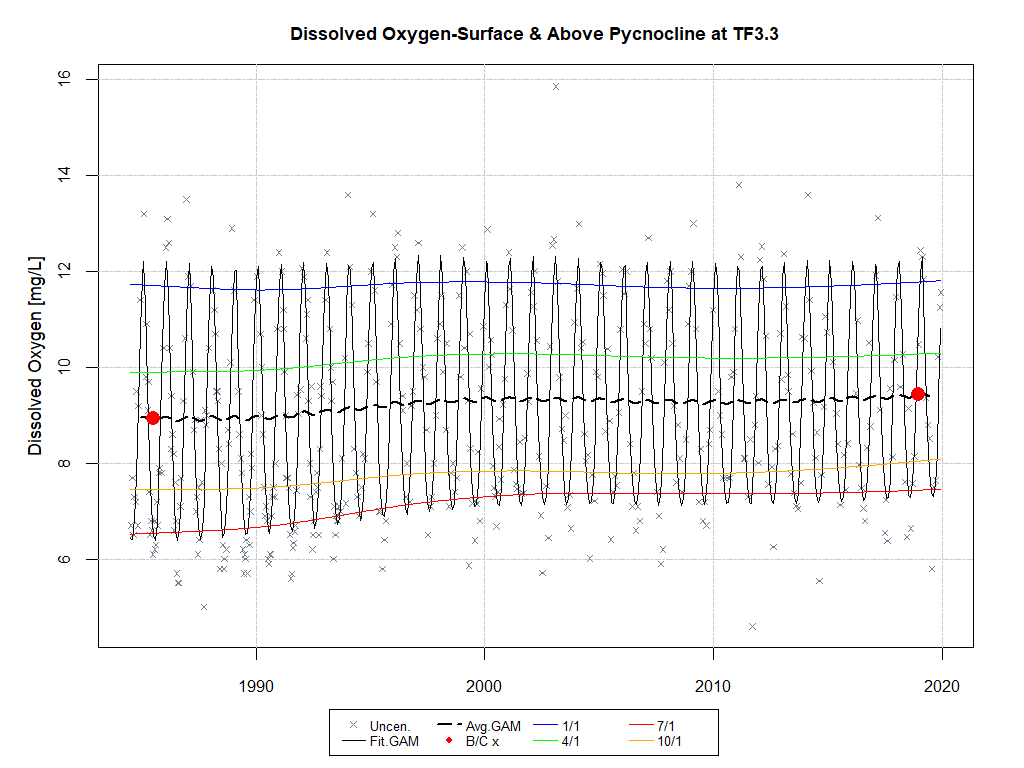 Dissolved Oxygen-Surface & Above Pycnocline at TF3.3
Dissolved Oxygen [mg/L]
16
14
12
10
8
6
1990 2000 2010 2020
Uncen. Avg.GAM 1/1 7/1
Fit.GAM B/C x 4/1 10/1